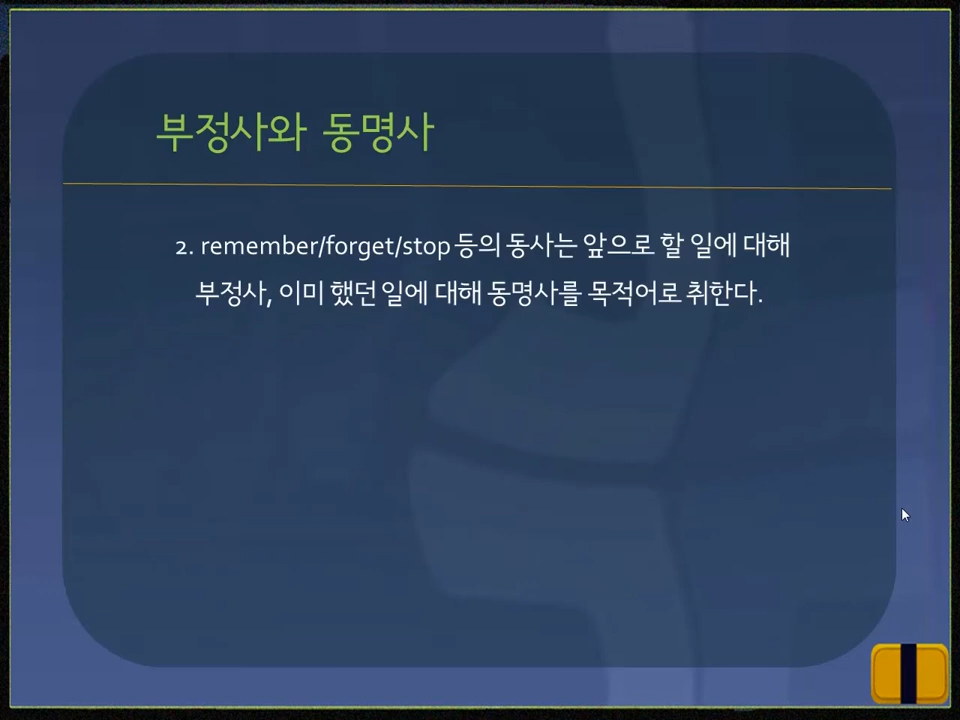 부정사와 동명사
2. remember/forget/stop 등의 동사는 앞으로 할 일에 대해
부정사, 이미 했던 일에 대해 동명사를 목적어로 취한다.